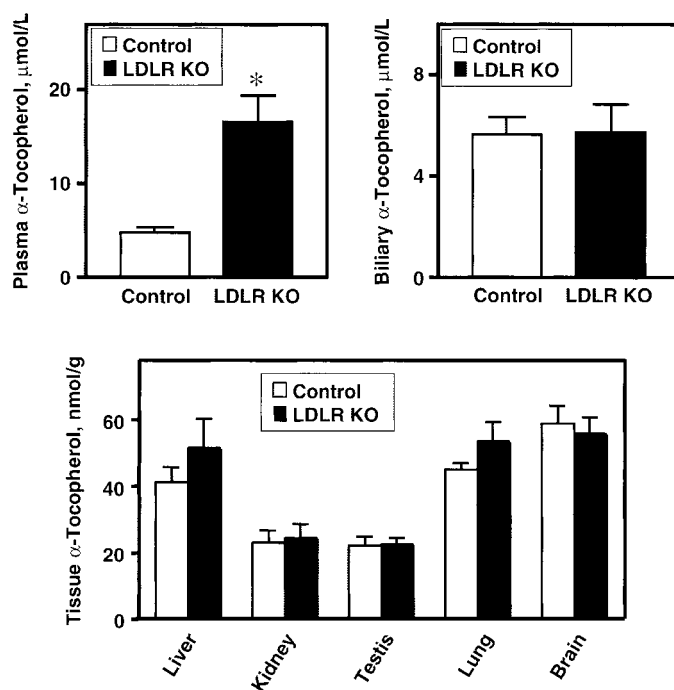 Plasma α-Tocopherol, μmol/L
20
10
0
Control
LDLR KO
*
Control
LDLR KO
Biliary α-Tocopherol, μmol/L
8
4
0
Control
LDLR KO
Control
LDLR KO
Tissue α-Tocopherol, nmol/g
60
40
20
0
Control
LDLR KO
Liver
Kidney
Testis
Lung
Brain